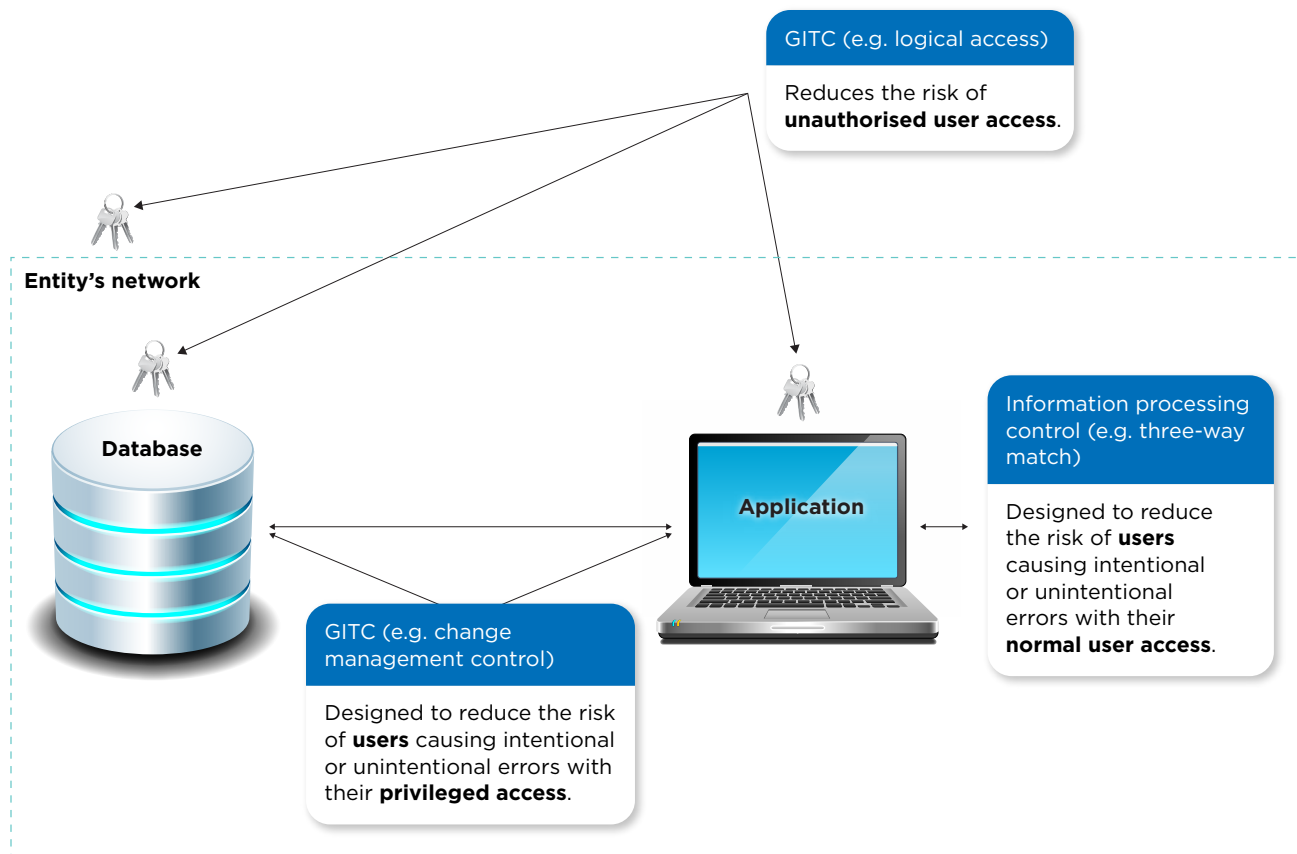 GITC (e.g. logical access)
Reduces the risk of
unauthorised user access.
Entity's network
Database
Application
Information processing
control (e.g. three-way
match)
Designed to reduce
the risk of users
causing intentional
or unintentional
errors with their
normal user access.
GITC (e.g. change
management control)
Designed to reduce the risk
of users causing intentional
or unintentional errors with
their privileged access.